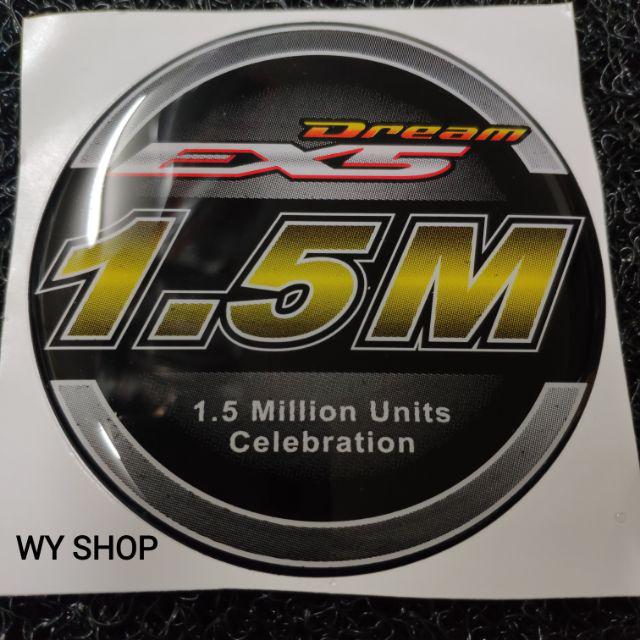 Dream
EX5
1.5M
1.5 Million Units
Celebration
WY SHOP